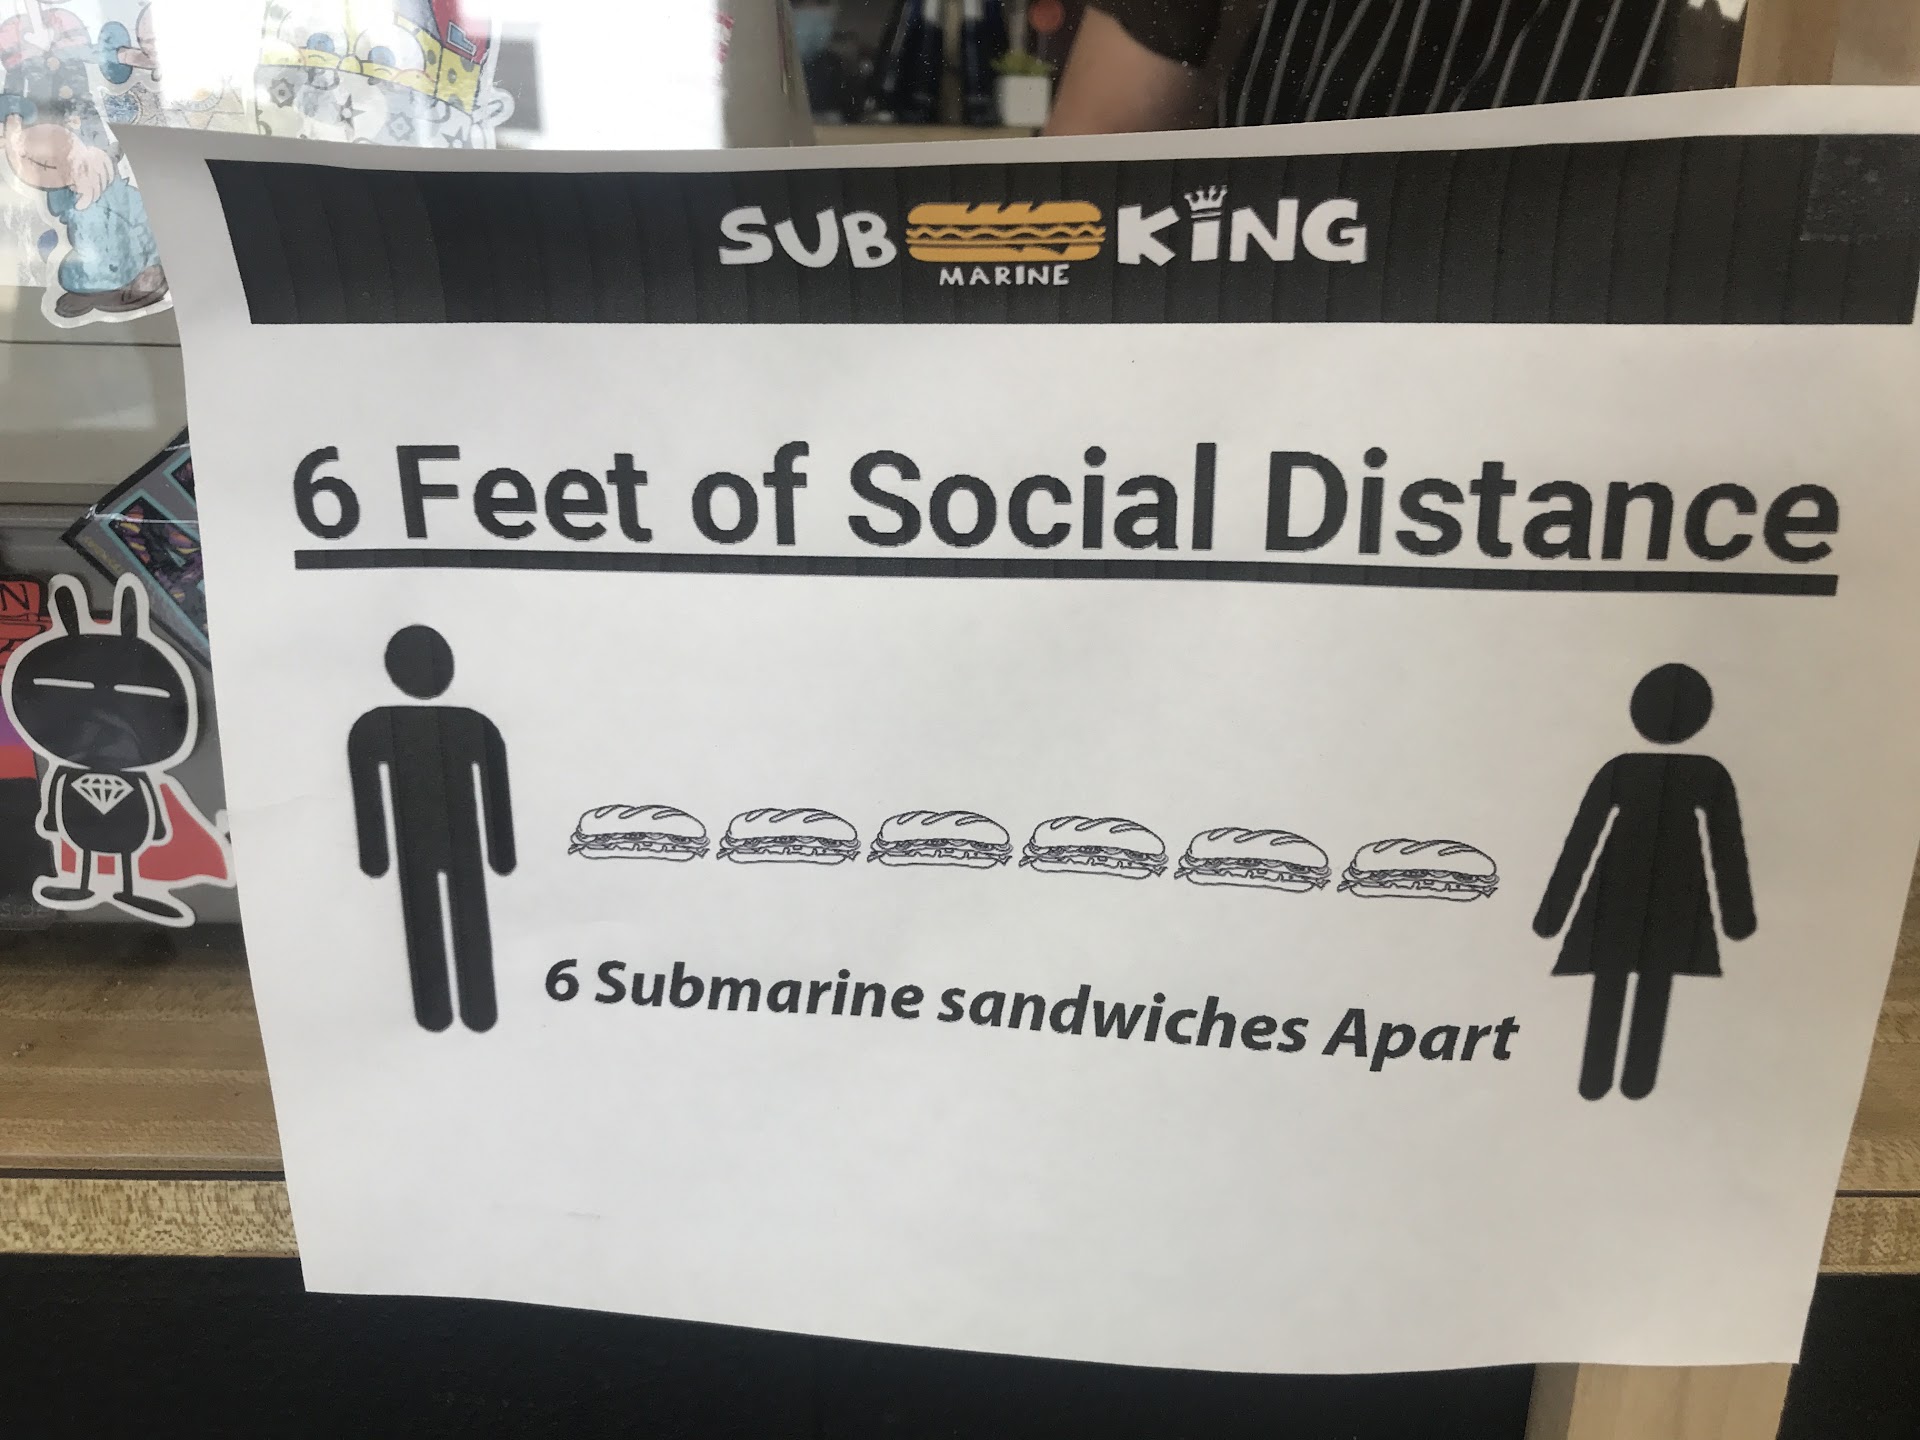 SUB MARINE KING
6 Feet of Social Distance
6 Submarine sandwiches Apart